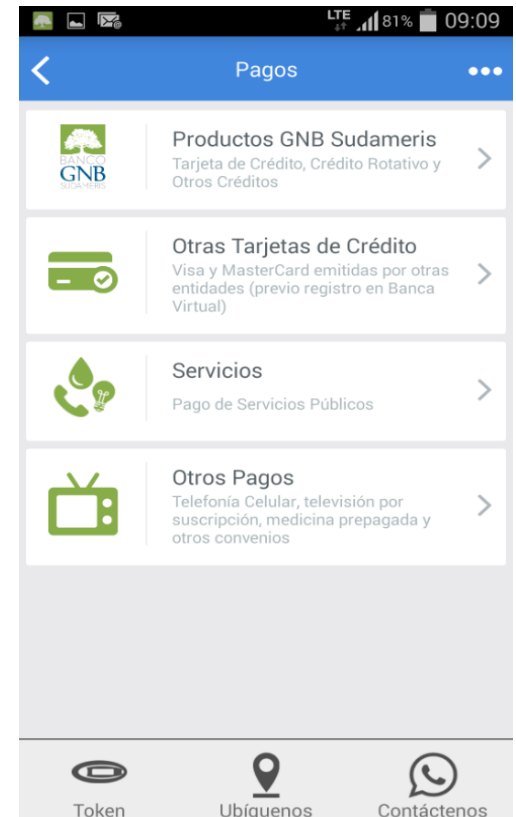 LTE 81% 09:09
Pagos
BANCO
GNB
SUDAMERIS
Productos GNB Sudameris
Tarjeta de Crédito, Crédito Rotativo y
Otros Créditos
Otras Tarjetas de Crédito
Visa y MasterCard emitidas por otras
entidades (previo registro en Banca
Virtual)
Servicios
Pago de Servicios Públicos
Otros Pagos
Telefonía Celular, televisión por
suscripción, medicina prepagada y
otros convenios
Token
Ubíquenos
Contáctenos